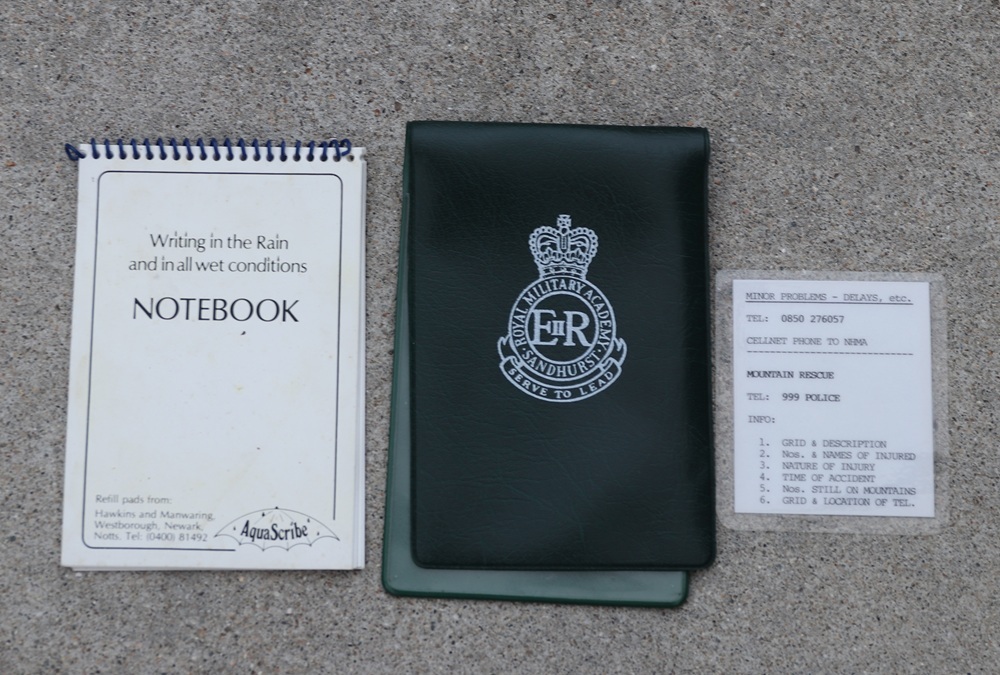 Writing in the Rain
and in all wet conditions
NOTEBOOK
Refill pads from:
Hawkins and Manwaring,
Westborough, Newark,
Notts. Tel: (0400) 81492
AquaScribe
ROYAL MILITARY ACADEMY
EIIR
SANDHURST
SERVE TO LEAD
MINOR PROBLEMS - DELAYS, etc.
TEL: 0850 276057
CELLNET PHONE TO NHMA
MOUNTAIN RESCUE
TEL: 999 POLICE
INFO:
1. GRID & DESCRIPTION
2. Nos. & NAMES OF INJURED
3. NATURE OF INJURY
4. TIME OF ACCIDENT
5. Nos. STILL ON MOUNTAINS
6. GRID & LOCATION OF TEL.